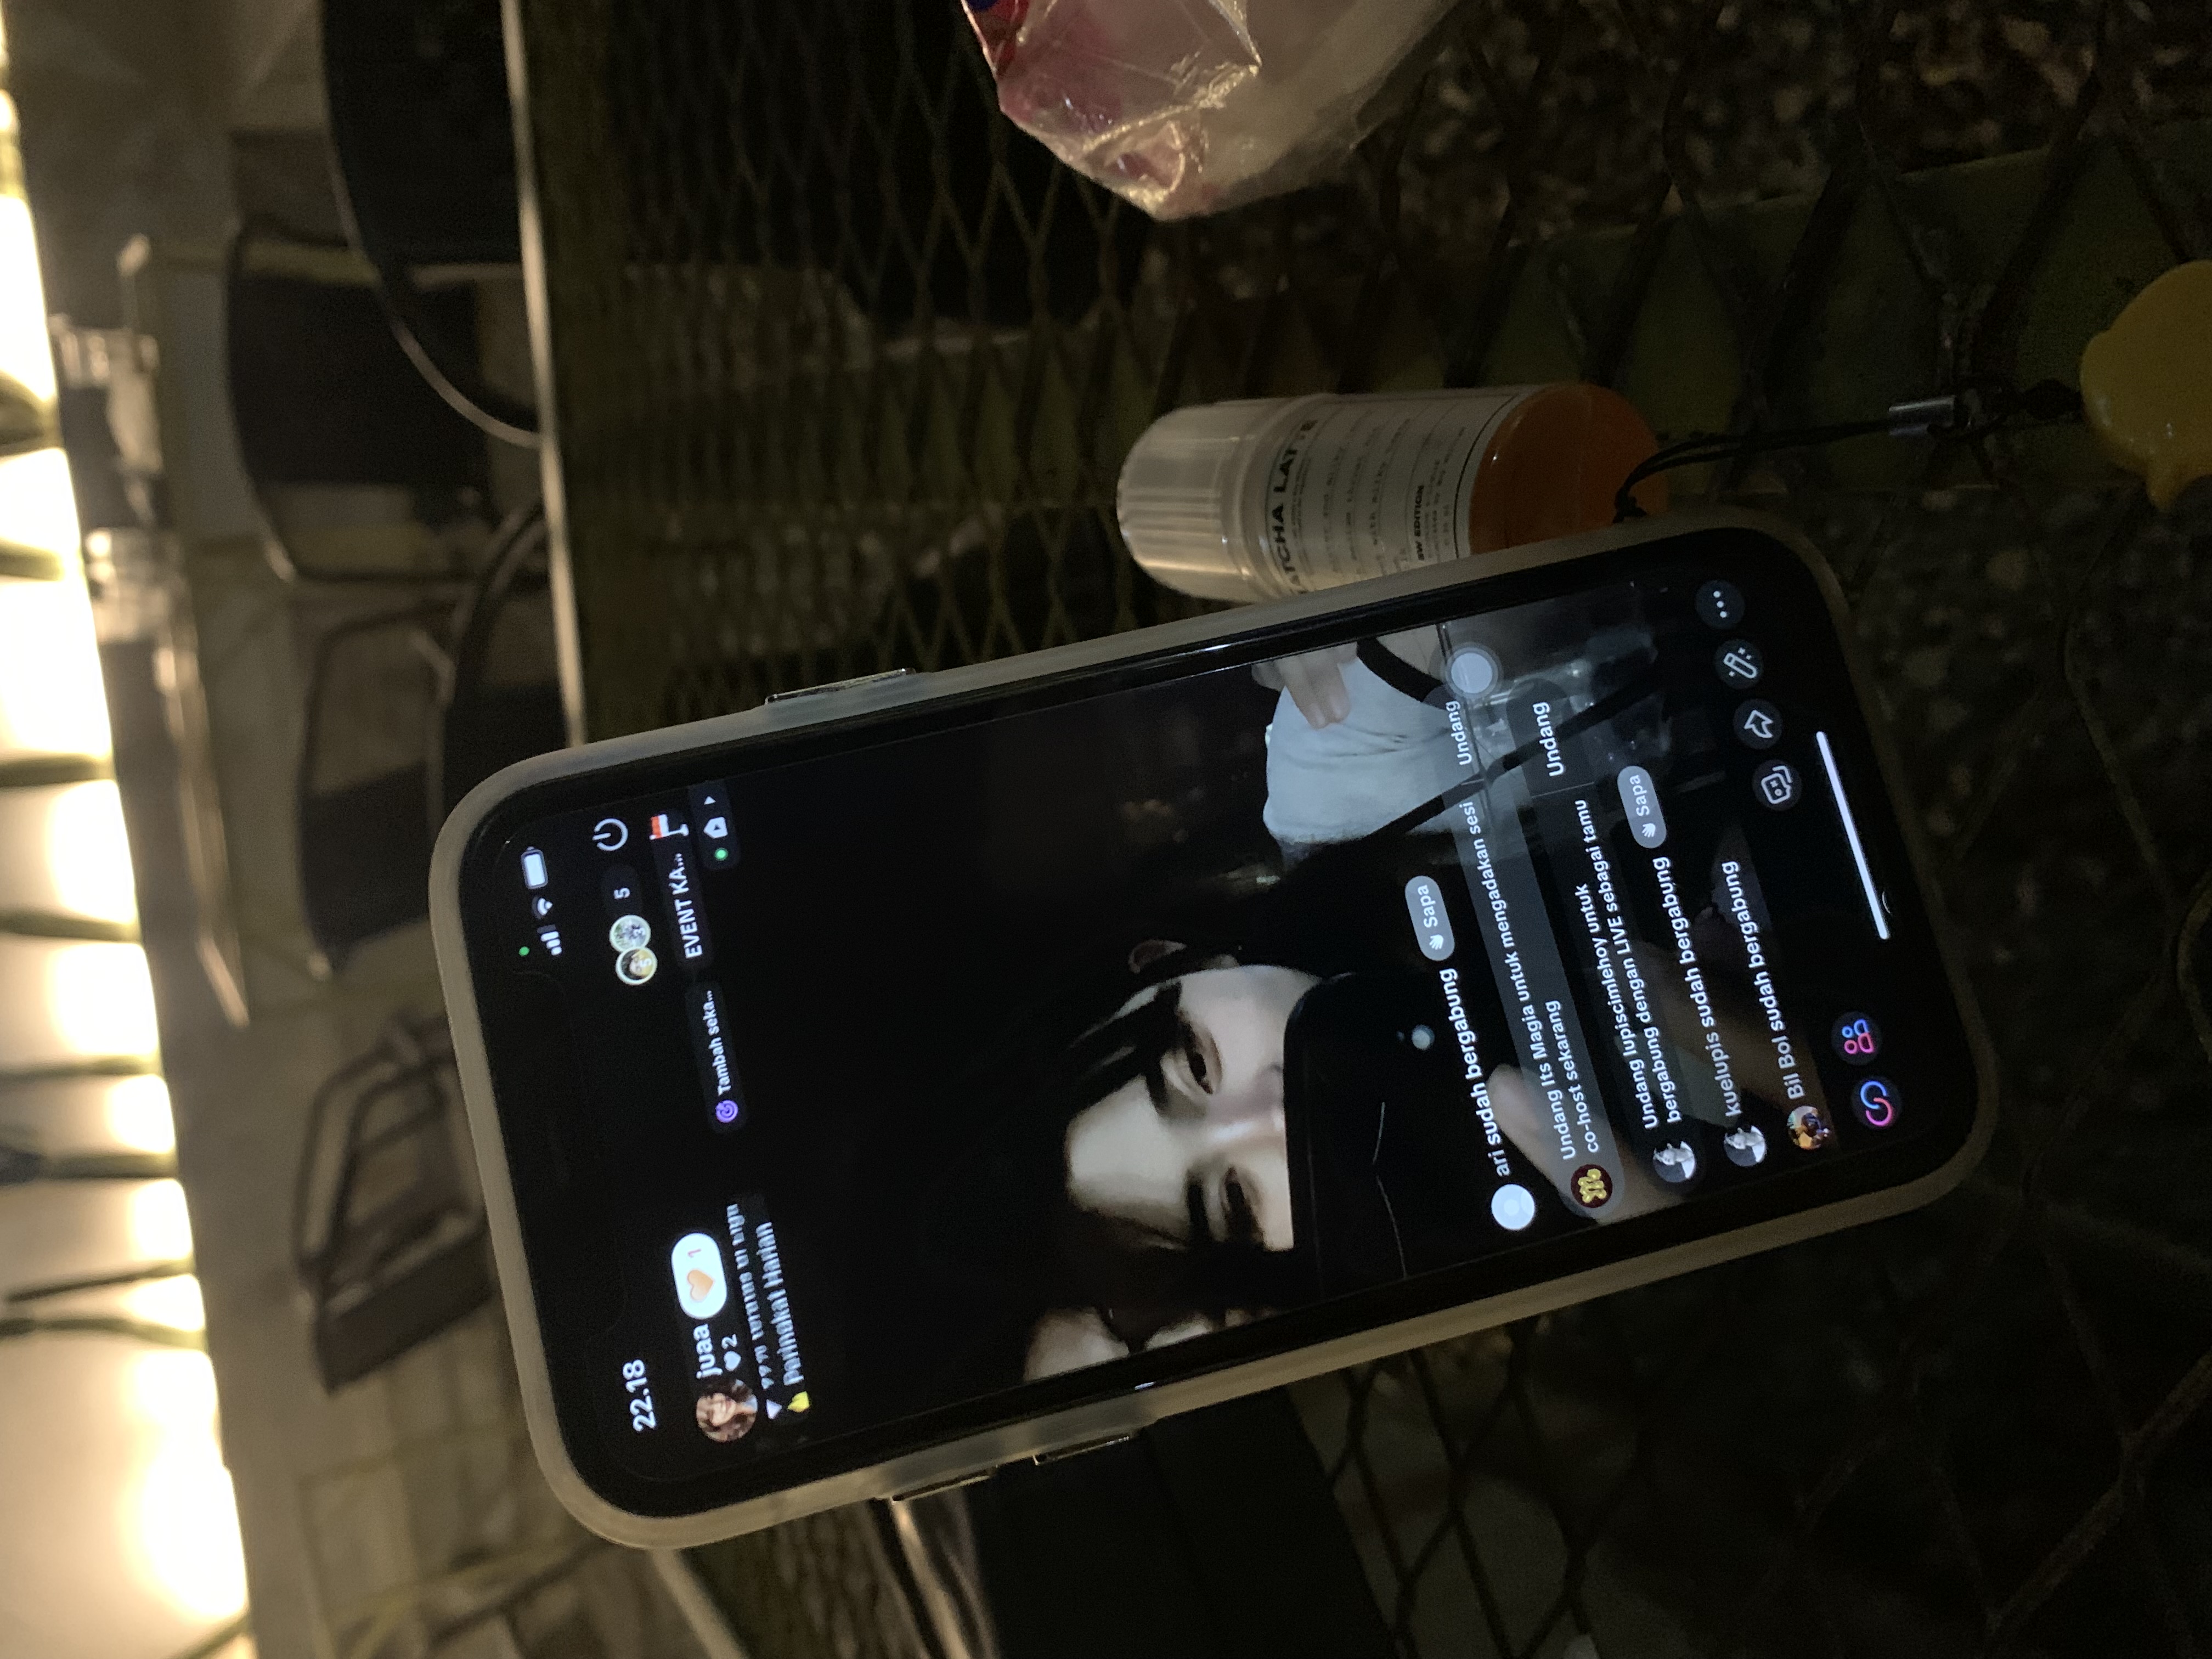 22.18
juaa
1
2
5
Tambah seka...
EVENT KA...
Peringkat Harian
ari sudah bergabung
Sapa
Undang Its Magia untuk mengadakan sesi
co-host sekarang
Undang
Undang lupiscimlehoy untuk
bergabung dengan LIVE sebagai tamu
Undang
kuelupis sudah bergabung
Sapa
Bil Bol sudah bergabung
ATCHA LATTE
BW EDITION